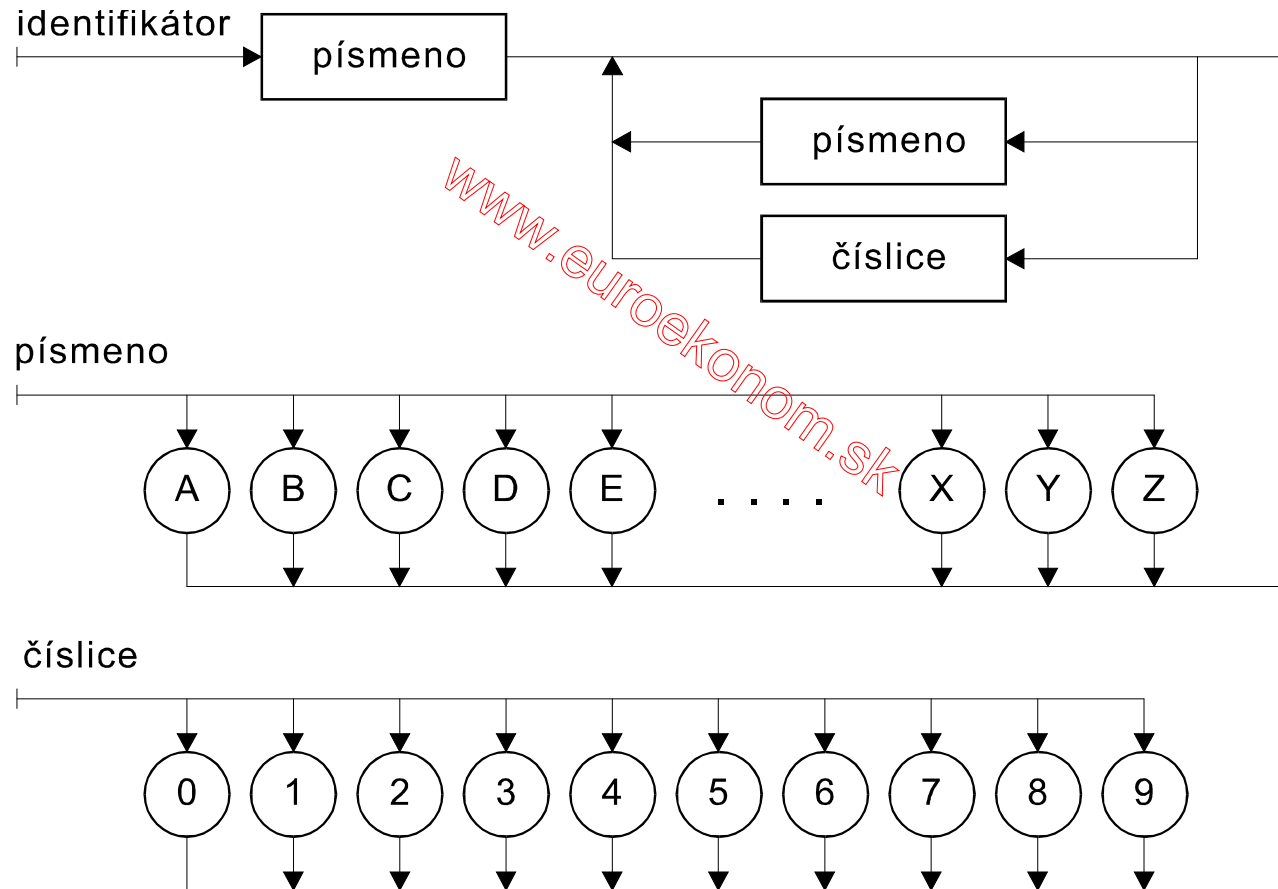 identifikátor
písmeno
písmeno
číslice
www.euroekonom.sk
písmeno
A B C D E . . . . X Y Z
číslice
0 1 2 3 4 5 6 7 8 9